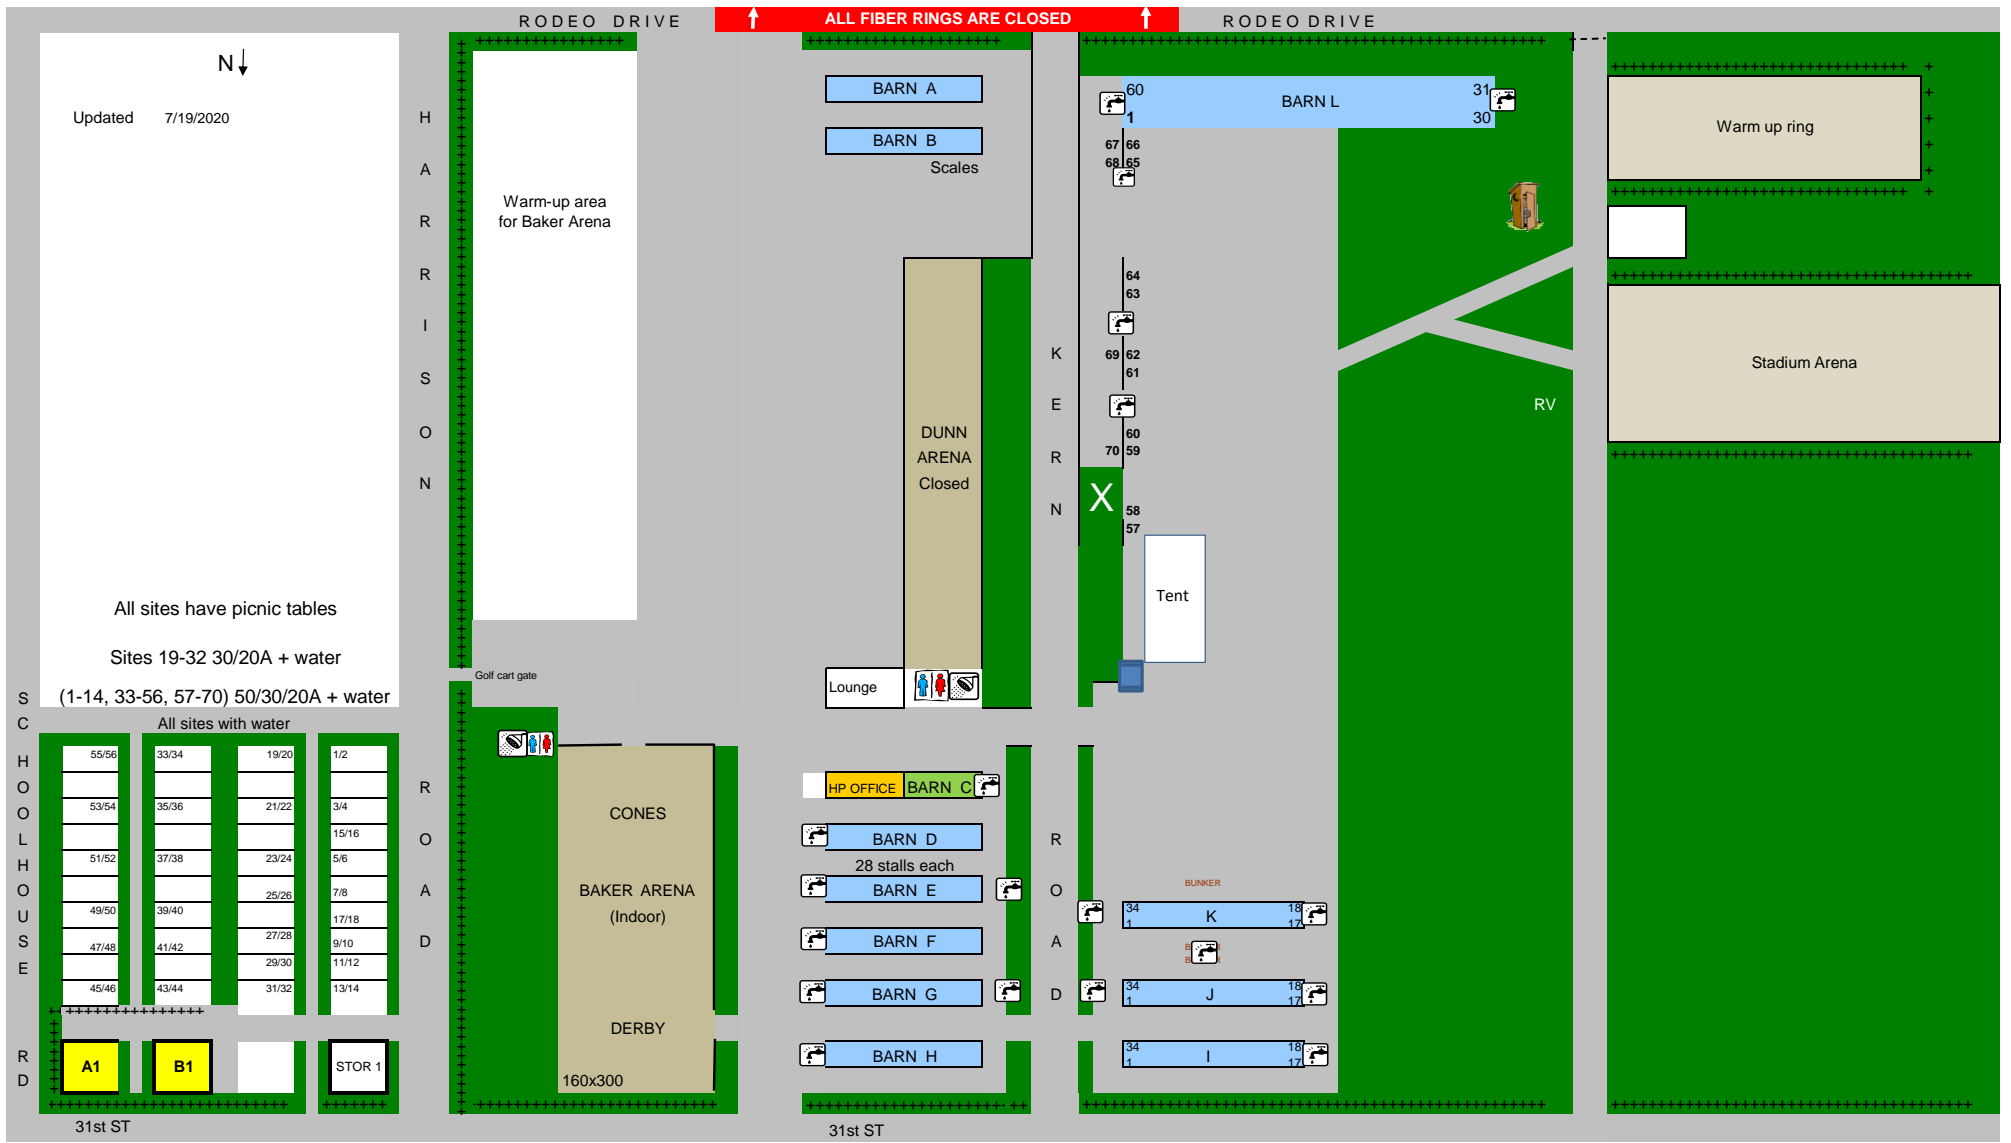 RODEO DRIVE
ALL FIBER RINGS ARE CLOSED
RODEO DRIVE
N
Updated 7/19/2020
All sites have picnic tables
Sites 19-32 30/20A + water
(1-14, 33-56, 57-70) 50/30/20A + water
All sites with water
SCHOOLHOUSE RD
55/56
53/54
51/52
49/50
47/48
45/46
33/34
35/36
37/38
39/40
41/42
43/44
19/20
21/22
23/24
25/26
27/28
29/30
31/32
1/2
3/4
15/16
5/6
7/8
17/18
9/10
11/12
13/14
A1
B1
STOR 1
31st ST
HARRISON ROAD
Warm-up area
for Baker Arena
Golf cart gate
CONES
BAKER ARENA
(Indoor)
DERBY
160x300
BARN A
BARN B
Scales
DUNN
ARENA
Closed
Lounge
HP OFFICE
BARN C
BARN D
28 stalls each
BARN E
BARN F
BARN G
BARN H
31st ST
KERN ROAD
60
1
BARN L
31
30
67 66
68 65
64
63
69 62
61
60
70 59
X
58
57
Tent
BUNKER
34
1
K
18
17
34
1
J
18
17
34
1
I
18
17
RV
Warm up ring
Stadium Arena